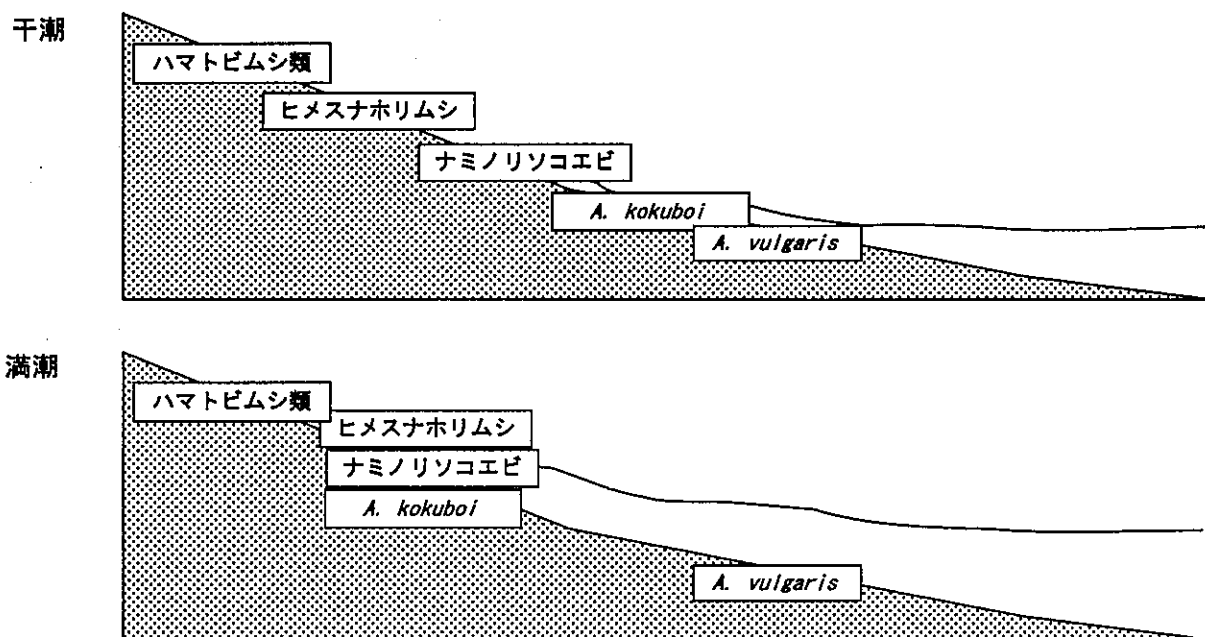 干潮
ハマトビムシ類
ヒメスナホリムシ
ナミノリソコエビ
A. kokuboi
A. vulgaris
満潮
ハマトビムシ類
ヒメスナホリムシ
ナミノリソコエビ
A. kokuboi
A. vulgaris